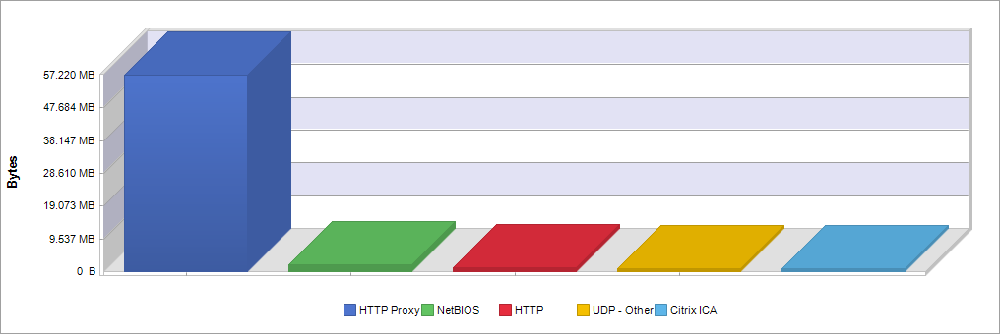 57.220 MB
47.684 MB
38.147 MB
28.610 MB
19.073 MB
9.537 MB
0 B
Bytes
HTTP Proxy NetBIOS HTTP UDP - Other Citrix ICA